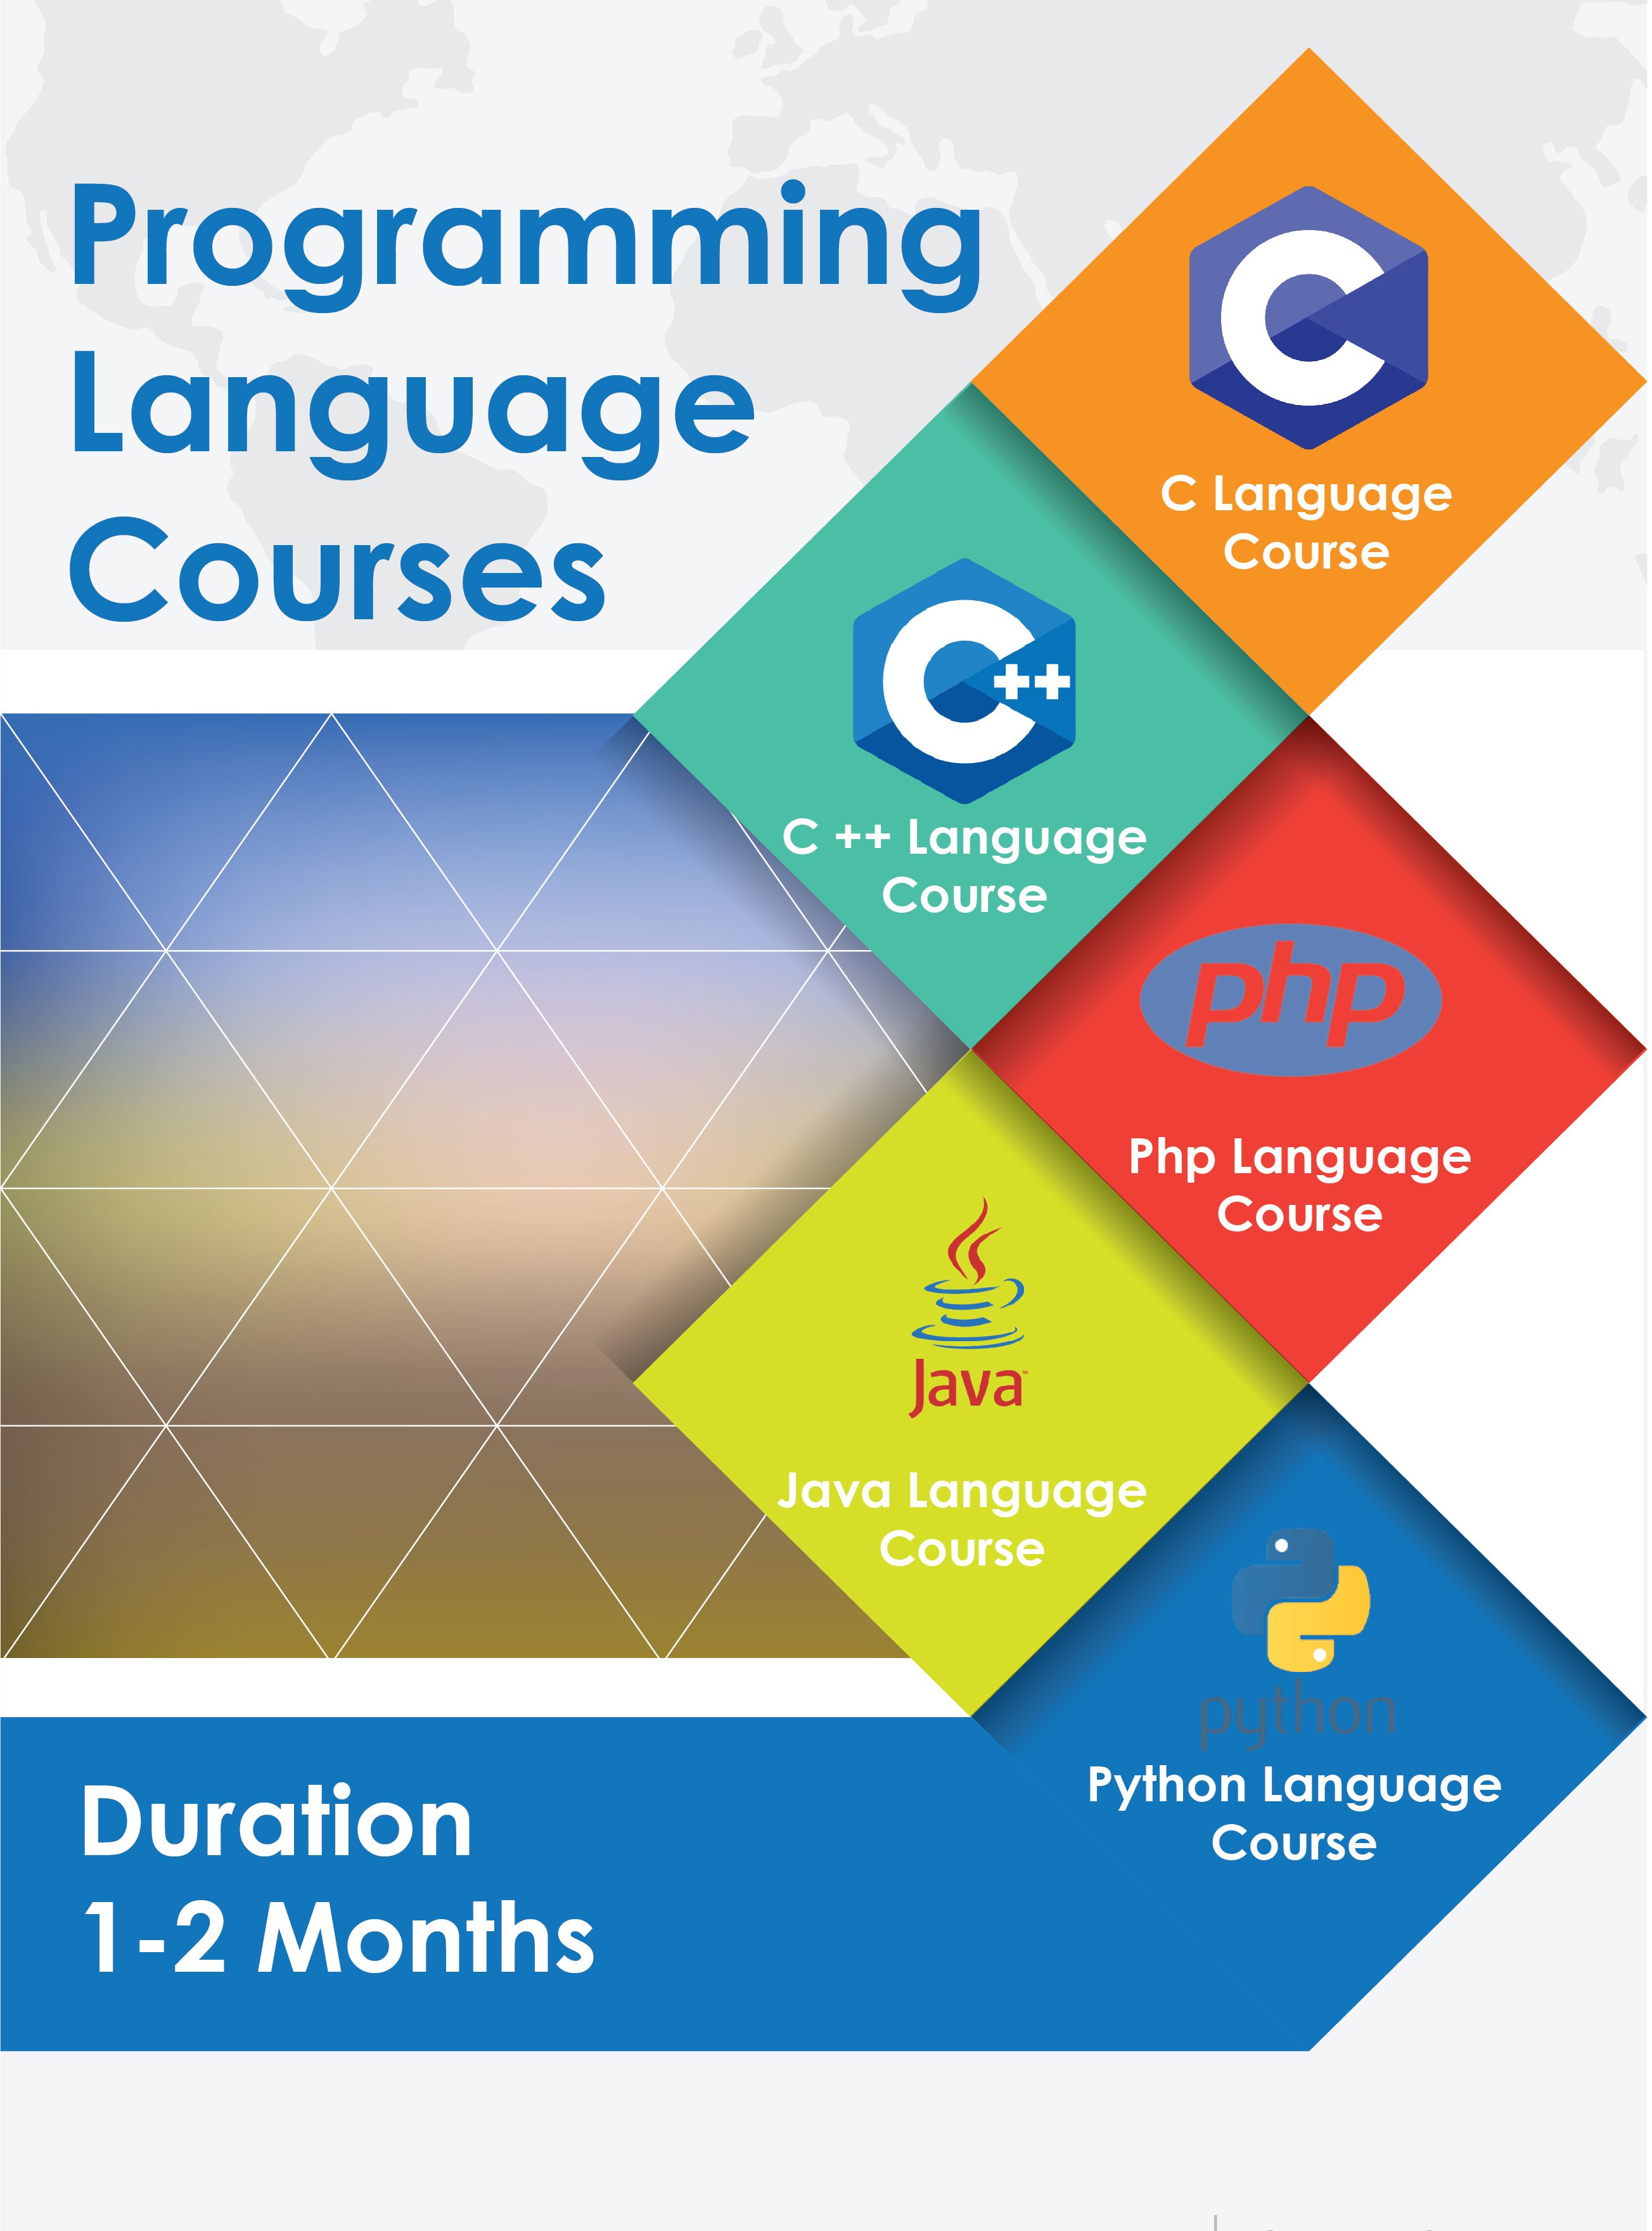 Programming
Language
Courses
C
C Language
Course
C++
C ++ Language
Course
php
Php Language
Course
Java™
Java Language
Course
python
Python Language
Course
Duration
1-2 Months